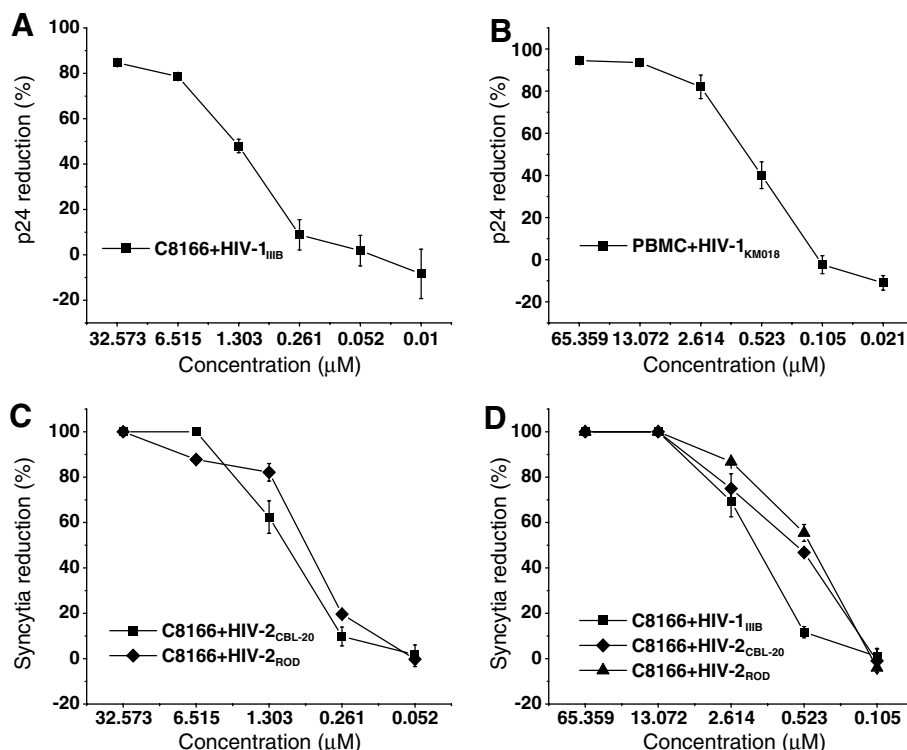 A
p24 reduction (%)
100
80
60
40
20
0
-20
C8166+HIV-1IIIB
32.573 6.515 1.303 0.261 0.052 0.01
Concentration (μM)
B
p24 reduction (%)
100
80
60
40
20
0
-20
PBMC+HIV-1KM018
65.359 13.072 2.614 0.523 0.105 0.021
Concentration (μM)
C
Syncytia reduction (%)
100
80
60
40
20
0
-20
C8166+HIV-2CBL-20
C8166+HIV-2ROD
32.573 6.515 1.303 0.261 0.052
Concentration (μM)
D
Syncytia reduction (%)
100
80
60
40
20
0
-20
C8166+HIV-1IIIB
C8166+HIV-2CBL-20
C8166+HIV-2ROD
65.359 13.072 2.614 0.523 0.105
Concentration (μM)